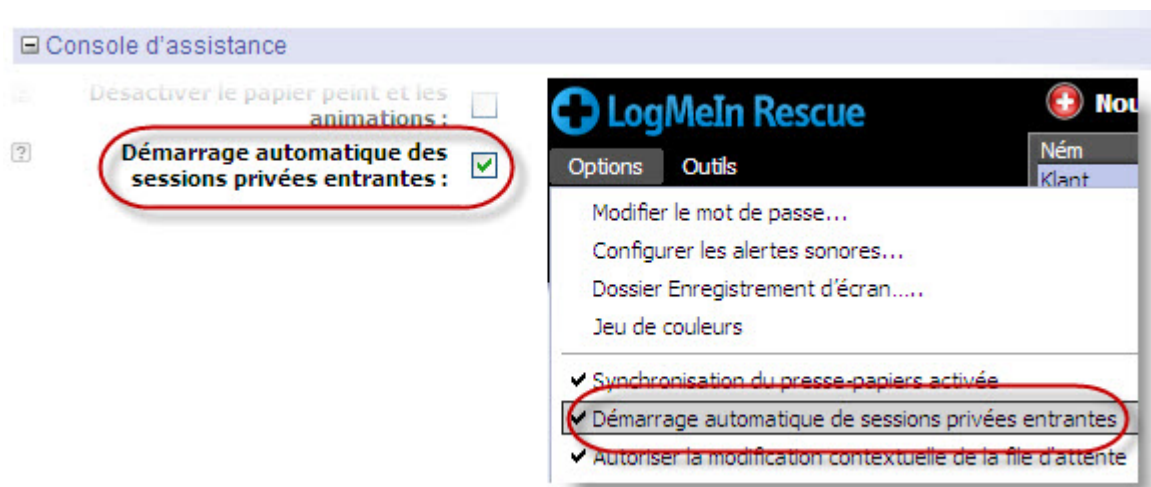 Console d'assistance
Désactiver le papier peint et les
animations :
Démarrage automatique des
sessions privées entrantes :
LogMeIn Rescue
Options Outils
Ném
Klant
Modifier le mot de passe...
Configurer les alertes sonores...
Dossier Enregistrement d'écran.....
Jeu de couleurs
Synchronisation du presse-papiers activée
Démarrage automatique de sessions privées entrantes
Autoriser la modification contextuelle de la file d'attente